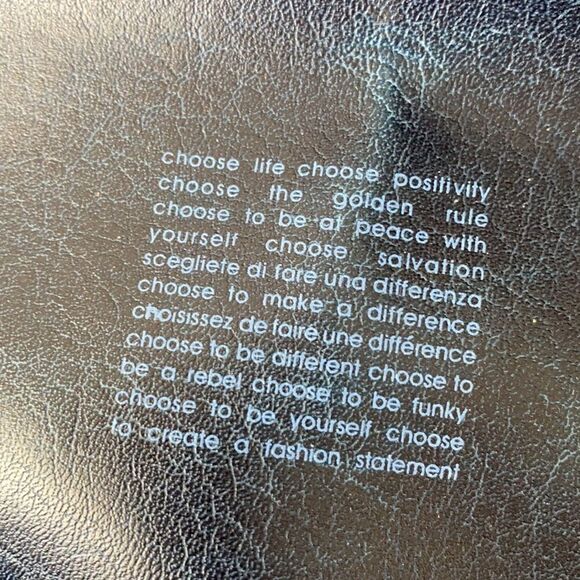 choose life choose positivity
choose the golden rule
choose to be at peace with
yourself choose salvation
scegliete di fare una differenza
choose to make a difference
choisissez de faire une différence
choose to be different choose to
be a rebel choose to be funky
choose to be yourself choose
to create a fashion statement